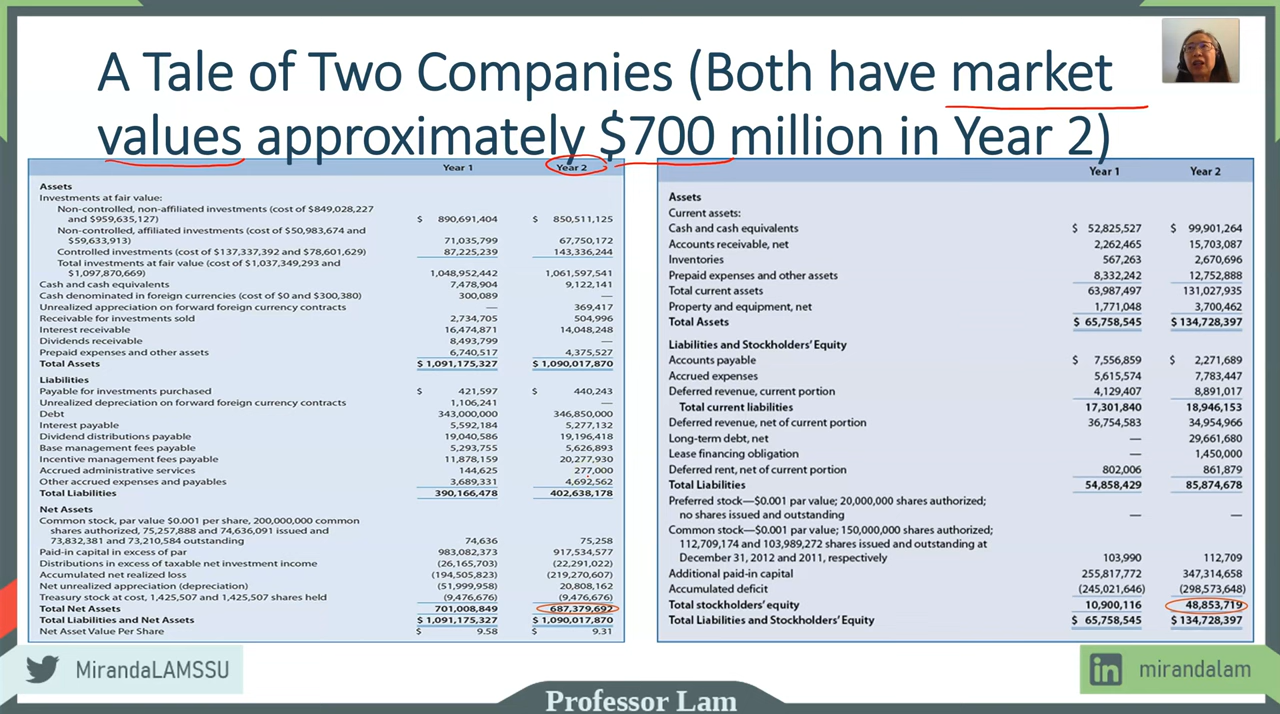 A Tale of Two Companies (Both have market
values approximately $700 million in Year 2)
Year 1 Year 2
Assets
Investments at fair value:
Non-controlled, non-affiliated investments (cost of $849,028,227
and $959,635,127) $ 890,691,404 $ 850,511,125
Non-controlled, affiliated investments (cost of $50,983,674 and
$59,633,913) 71,035,799 67,750,172
Controlled investments (cost of $137,337,392 and $78,601,629) 87,225,239 143,336,244
Total investments at fair value (cost of $1,037,349,293 and
$1,097,870,669) 1,048,952,442 1,061,597,541
Cash and cash equivalents 7,478,904 9,122,141
Cash denominated in foreign currencies (cost of $0 and $300,380) 300,089 —
Unrealized appreciation on forward foreign currency contracts — 369,417
Receivable for investments sold 2,734,705 504,996
Interest receivable 16,474,871 14,048,248
Dividends receivable 8,493,799 —
Prepaid expenses and other assets 6,740,517 4,375,527
Total Assets $ 1,091,175,327 $ 1,090,017,870
Liabilities
Payable for investments purchased $ 421,597 $ 440,243
Unrealized depreciation on forward foreign currency contracts 1,106,241 —
Debt 343,000,000 346,850,000
Interest payable 5,592,184 5,277,132
Dividend distributions payable 19,040,586 19,196,418
Base management fees payable 5,293,755 5,626,893
Incentive management fees payable 11,878,159 20,277,930
Accrued administrative services 144,625 277,000
Other accrued expenses and payables 3,689,331 4,692,562
Total Liabilities 390,166,478 402,638,178
Net Assets
Common stock, par value $0.001 per share, 200,000,000 common
shares authorized, 75,257,888 and 74,636,091 issued and
73,832,381 and 73,210,584 outstanding 74,636 75,258
Paid-in capital in excess of par 983,082,373 917,534,577
Distributions in excess of taxable net investment income (26,165,703) (22,291,022)
Accumulated net realized loss (194,505,823) (219,270,607)
Net unrealized appreciation (depreciation) (51,999,958) 20,808,162
Treasury stock at cost, 1,425,507 and 1,425,507 shares held (9,476,676) (9,476,676)
Total Net Assets 701,008,849 687,379,692
Total Liabilities and Net Assets $ 1,091,175,327 $ 1,090,017,870
Net Asset Value Per Share $ 9.58 $ 9.31
Year 1 Year 2
Assets
Current assets:
Cash and cash equivalents $ 52,825,527 $ 99,901,264
Accounts receivable, net 2,262,465 15,703,087
Inventories 567,263 2,670,696
Prepaid expenses and other assets 8,332,242 12,752,888
Total current assets 63,987,497 131,027,935
Property and equipment, net 1,771,048 3,700,462
Total Assets $ 65,758,545 $ 134,728,397
Liabilities and Stockholders' Equity
Accounts payable $ 7,556,859 $ 2,271,689
Accrued expenses 5,615,574 7,783,447
Deferred revenue, current portion 4,129,407 8,891,017
Total current liabilities 17,301,840 18,946,153
Deferred revenue, net of current portion 36,754,583 34,954,966
Long-term debt, net — 29,661,680
Lease financing obligation — 1,450,000
Deferred rent, net of current portion 802,006 861,879
Total Liabilities 54,858,429 85,874,678
Preferred stock—$0.001 par value; 20,000,000 shares authorized;
no shares issued and outstanding — —
Common stock—$0.001 par value; 150,000,000 shares authorized;
112,709,174 and 103,989,272 shares issued and outstanding at
December 31, 2012 and 2011, respectively 103,990 112,709
Additional paid-in capital 255,817,772 347,314,658
Accumulated deficit (245,021,646) (298,573,648)
Total stockholders' equity 10,900,116 48,853,719
Total Liabilities and Stockholders' Equity $ 65,758,545 $ 134,728,397
MirandaLAMSSU
Professor Lam
in mirandalam